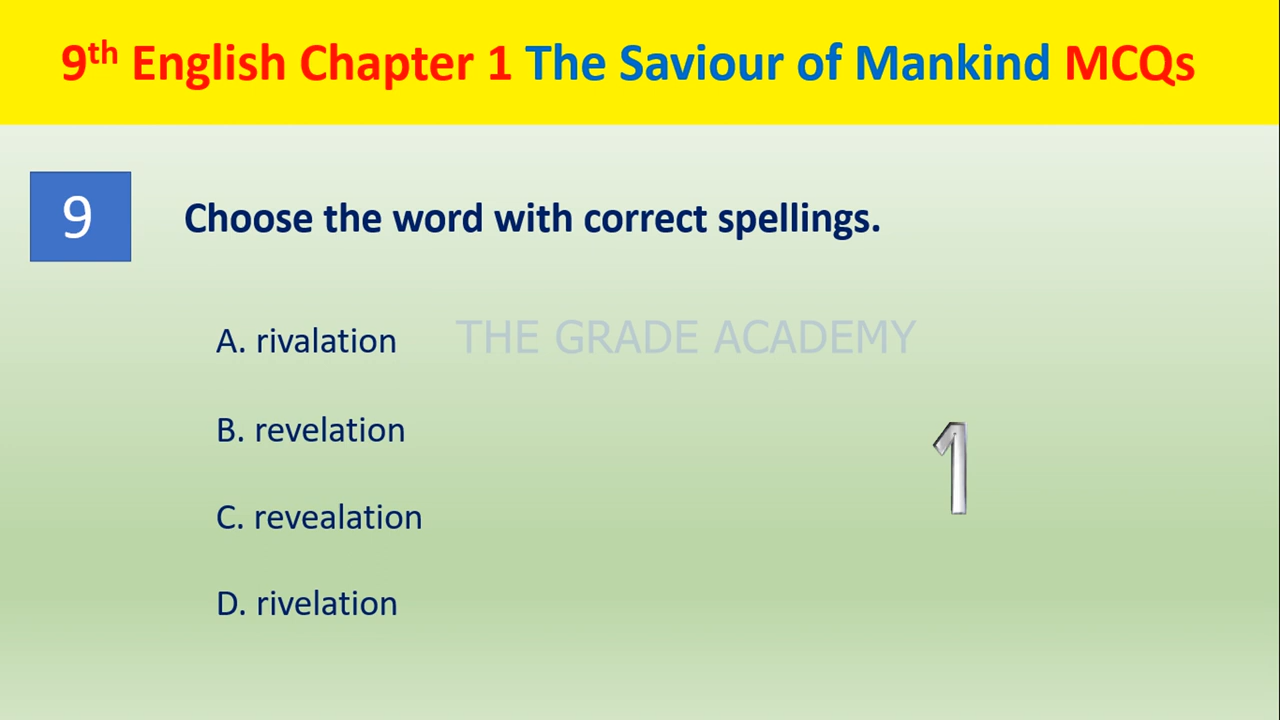 9th English Chapter 1 The Saviour of Mankind MCQs
9
Choose the word with correct spellings.
A. rivalation
THE GRADE ACADEMY
B. revelation
1
C. revealation
D. rivelation